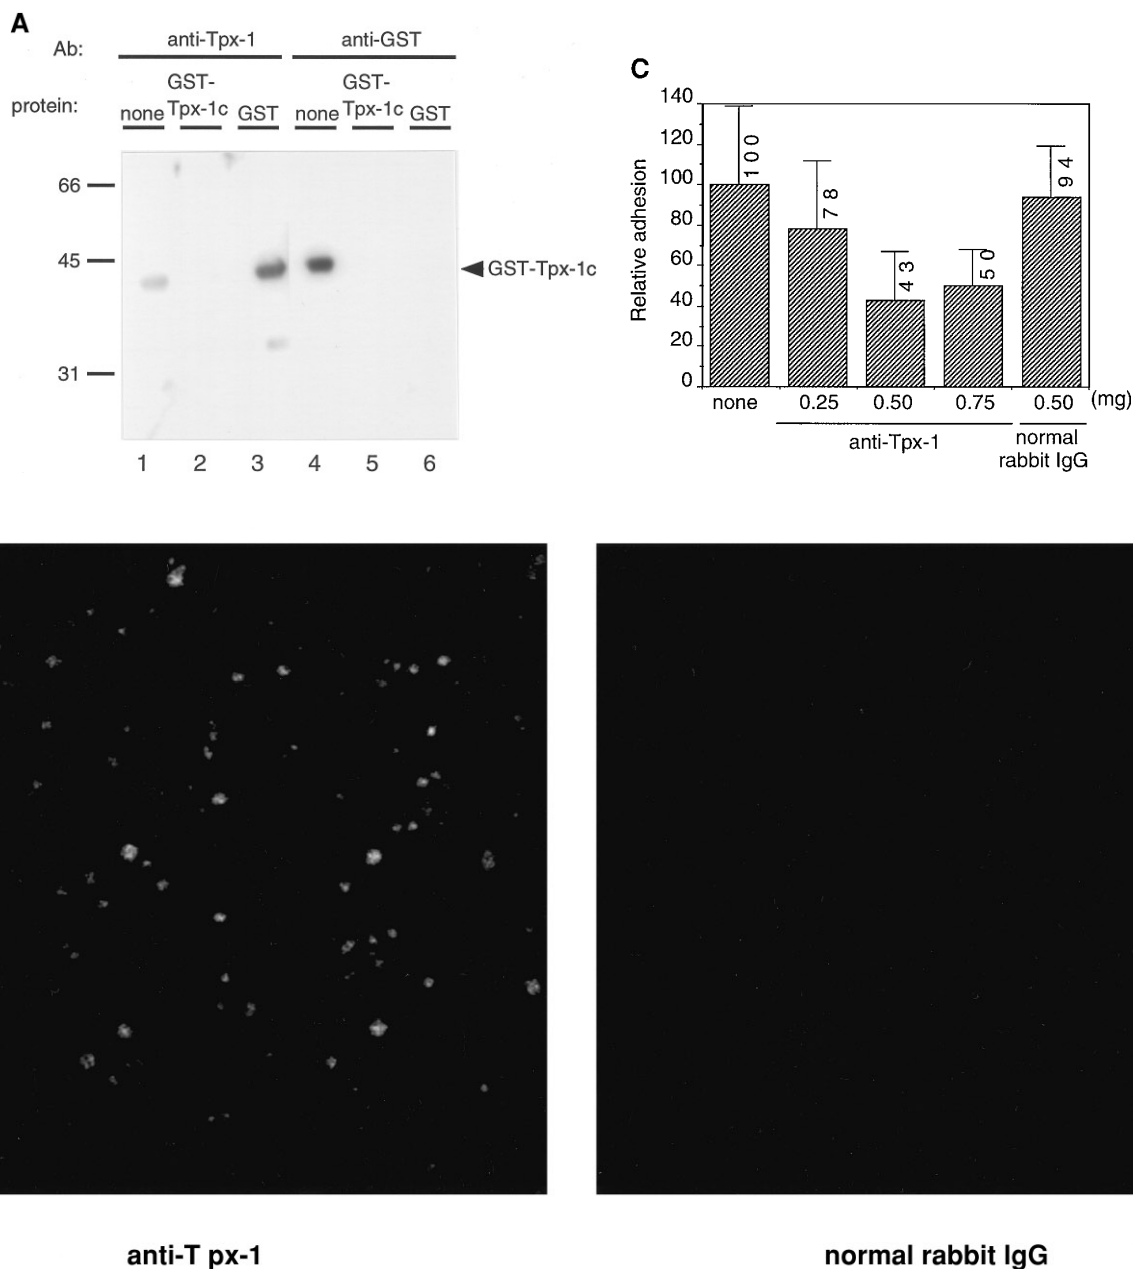 A
Ab: anti-Tpx-1 anti-GST
protein: none GST-Tpx-1c GST none GST-Tpx-1c GST
66
45
GST-Tpx-1c
31
1 2 3 4 5 6
C
Relative adhesion
140
120
100
80
60
40
20
0
100 78 43 50 94
none 0.25 0.50 0.75 0.50 (mg)
anti-Tpx-1 normal
rabbit IgG
anti-T px-1 normal rabbit IgG